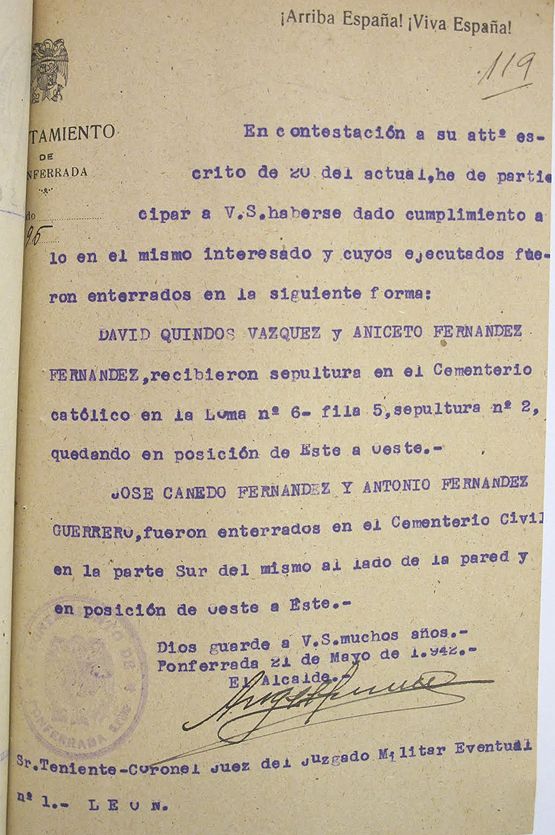 ¡Arriba España! ¡Viva España!
119
TAMIENTO
DE
NFERRADA
En contestación a su attª es-
crito de 20 del actual,he de parti
cipar a V.S.haberse dado cumplimiento a
lo en el mismo interesado y cuyos ejecutados fue-
ron enterrados en la siguiente forma:
DAVID QUINDOS VAZQUEZ y ANICETO FERNANDEZ
FERNANDEZ,recibieron sepultura en el Cementerio
católico en la Loma nº 6- fila 5,sepultura nº 2,
quedando en posición de Este a Oeste.-
JOSE CANEDO FERNANDEZ Y ANTONIO FERNANDEZ
GUERRERO,fueron enterrados en el Cementerio Civil
en la parte Sur del mismo al lado de la pared y
en posición de Oeste a Este.-
Dios guarde a V.S.muchos años.-
Ponferrada 21 de Mayo de 1.942.-
El Alcalde.
Sr.Teniente-Coronel Juez del Juzgado Militar Eventual
nº 1.- L E O N.